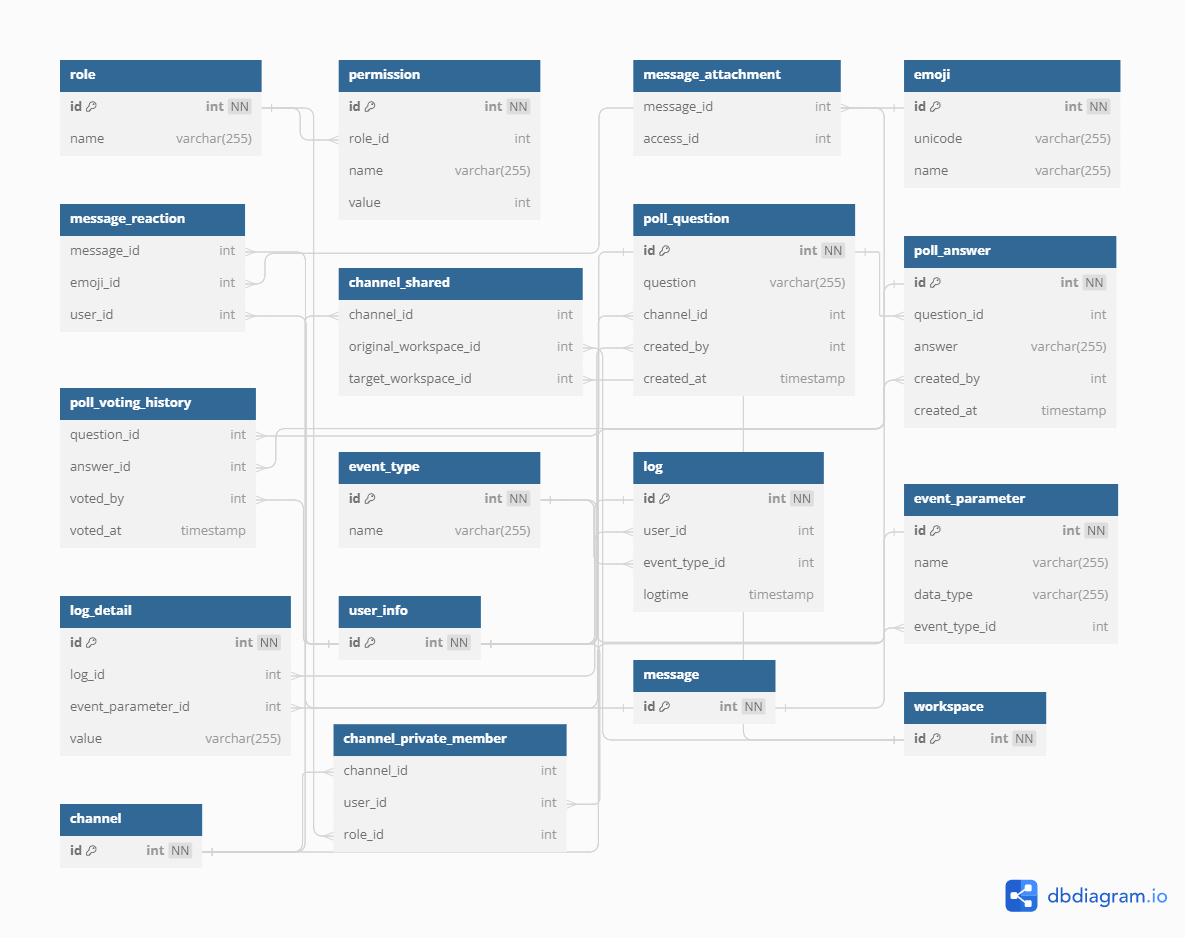 role
id int NN
name varchar(255)
permission
id int NN
role_id int
name varchar(255)
value int
message_attachment
message_id int
access_id int
emoji
id int NN
unicode varchar(255)
name varchar(255)
message_reaction
message_id int
emoji_id int
user_id int
channel_shared
channel_id int
original_workspace_id int
target_workspace_id int
poll_question
id int NN
question varchar(255)
channel_id int
created_by int
created_at timestamp
poll_answer
id int NN
question_id int
answer varchar(255)
created_by int
created_at timestamp
poll_voting_history
question_id int
answer_id int
voted_by int
voted_at timestamp
event_type
id int NN
name varchar(255)
log
id int NN
user_id int
event_type_id int
logtime timestamp
event_parameter
id int NN
name varchar(255)
data_type varchar(255)
event_type_id int
log_detail
id int NN
log_id int
event_parameter_id int
value varchar(255)
user_info
id int NN
message
id int NN
workspace
id int NN
channel_private_member
channel_id int
user_id int
role_id int
channel
id int NN
dbdiagram.io